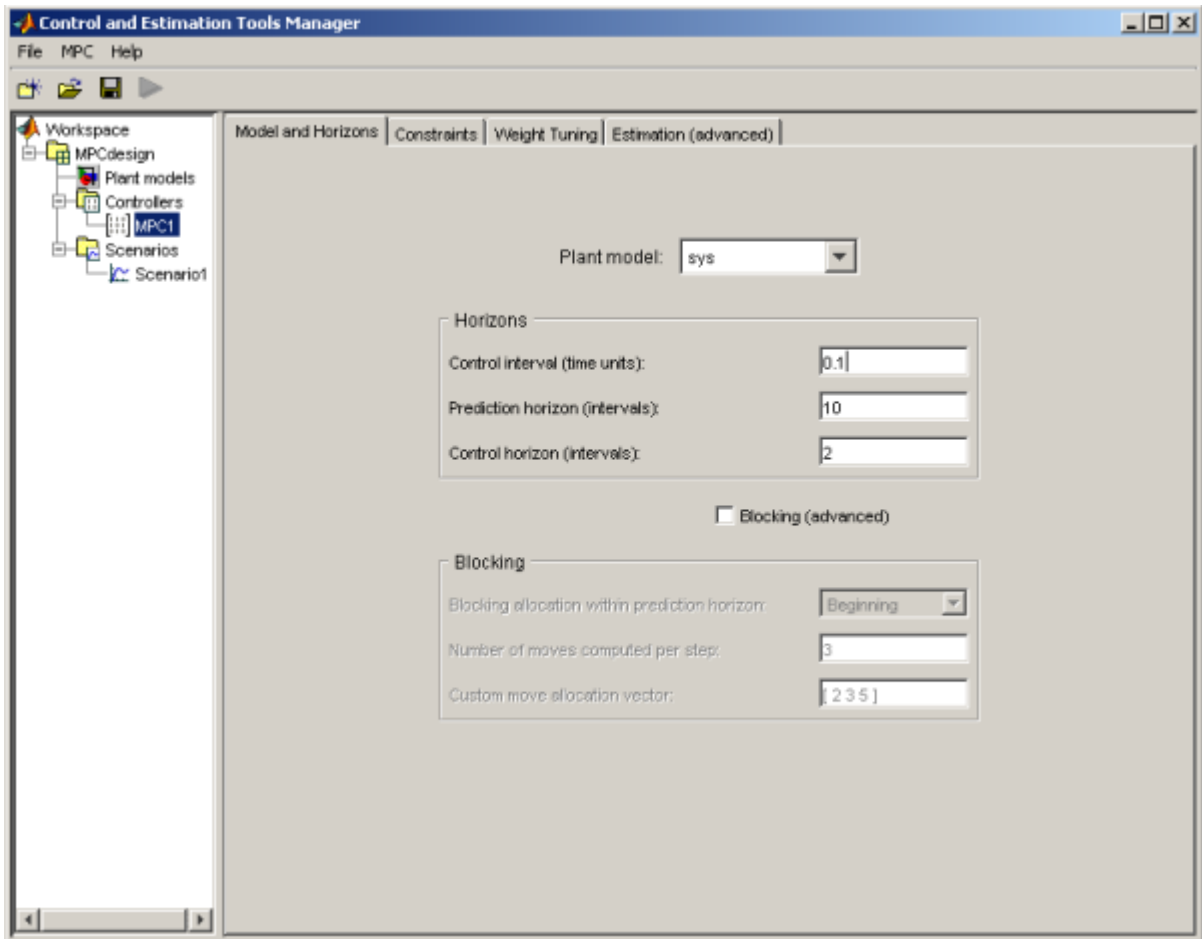 Control and Estimation Tools Manager
File MPC Help
Workspace
MPCdesign
Plant models
Controllers
MPC1
Scenarios
Scenario1
Model and Horizons Constraints Weight Tuning Estimation (advanced)
Plant model: sys
Horizons
Control interval (time units): 0.1
Prediction horizon (intervals): 10
Control horizon (intervals): 2
Blocking (advanced)
Blocking
Blocking allocation within prediction horizon: Beginning
Number of moves computed per step: 3
Custom move allocation vector: [ 2 3 5 ]